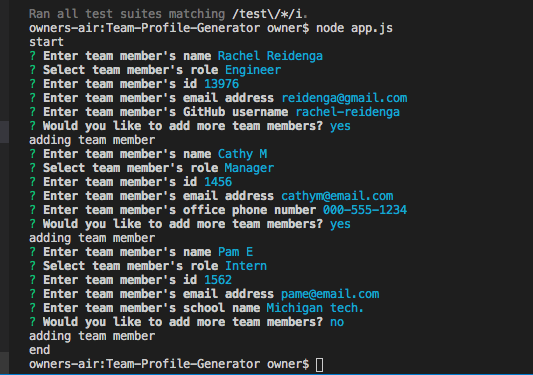 Ran all test suites matching /test\/*/i.
owners-air:Team-Profile-Generator owner$ node app.js
start
? Enter team member's name Rachel Reidenga
? Select team member's role Engineer
? Enter team member's id 13976
? Enter team member's email address reidenga@gmail.com
? Enter team member's GitHub username rachel-reidenga
? Would you like to add more team members? yes
adding team member
? Enter team member's name Cathy M
? Select team member's role Manager
? Enter team member's id 1456
? Enter team member's email address cathym@email.com
? Enter team member's office phone number 000-555-1234
? Would you like to add more team members? yes
adding team member
? Enter team member's name Pam E
? Select team member's role Intern
? Enter team member's id 1562
? Enter team member's email address pame@email.com
? Enter team member's school name Michigan tech.
? Would you like to add more team members? no
adding team member
end
owners-air:Team-Profile-Generator owner$